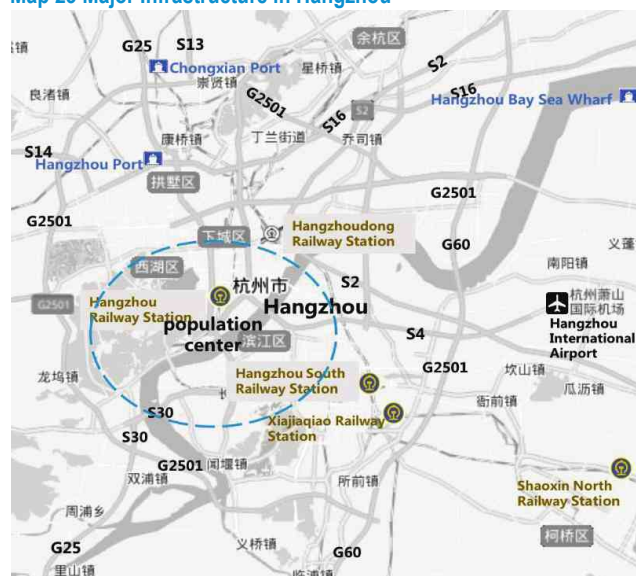 Map 20 Major Infrastructure in Hangzhou
G25
S13
余杭区
Chongxian Port
星桥镇
崇贤镇
S2
良渚镇
G2501
S16
S2
Hangzhou Bay Sea Wharf
S16
康桥镇
丁兰街道
乔司镇
S14
Hangzhou Port
拱墅区
G2501
G2501
下城区
Hangzhoudong
Railway Station
G60
义蓬
西湖区
南阳镇
杭州市
S2
G2501
Hangzhou
Railway Station
Hangzhou
杭州萧山
国际机场
Hangzhou
International
Airport
population
center
滨江区
S4
龙坞镇
Hangzhou South
Railway Station
G2501
坎山镇
瓜沥镇
衙前镇
S30
Xiajiaqiao Railway
Station
S30
G2501
闻堰镇
双浦镇
所前镇
Shaoxin North
Railway Station
周浦乡
柯桥区
G25
义桥镇
G60
里山镇
临浦镇